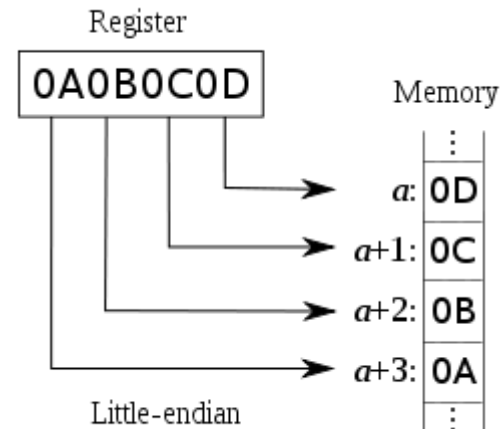 Register
0A0B0C0D
Memory
⋮
a: 0D
a+1: 0C
a+2: 0B
a+3: 0A
⋮
Little-endian